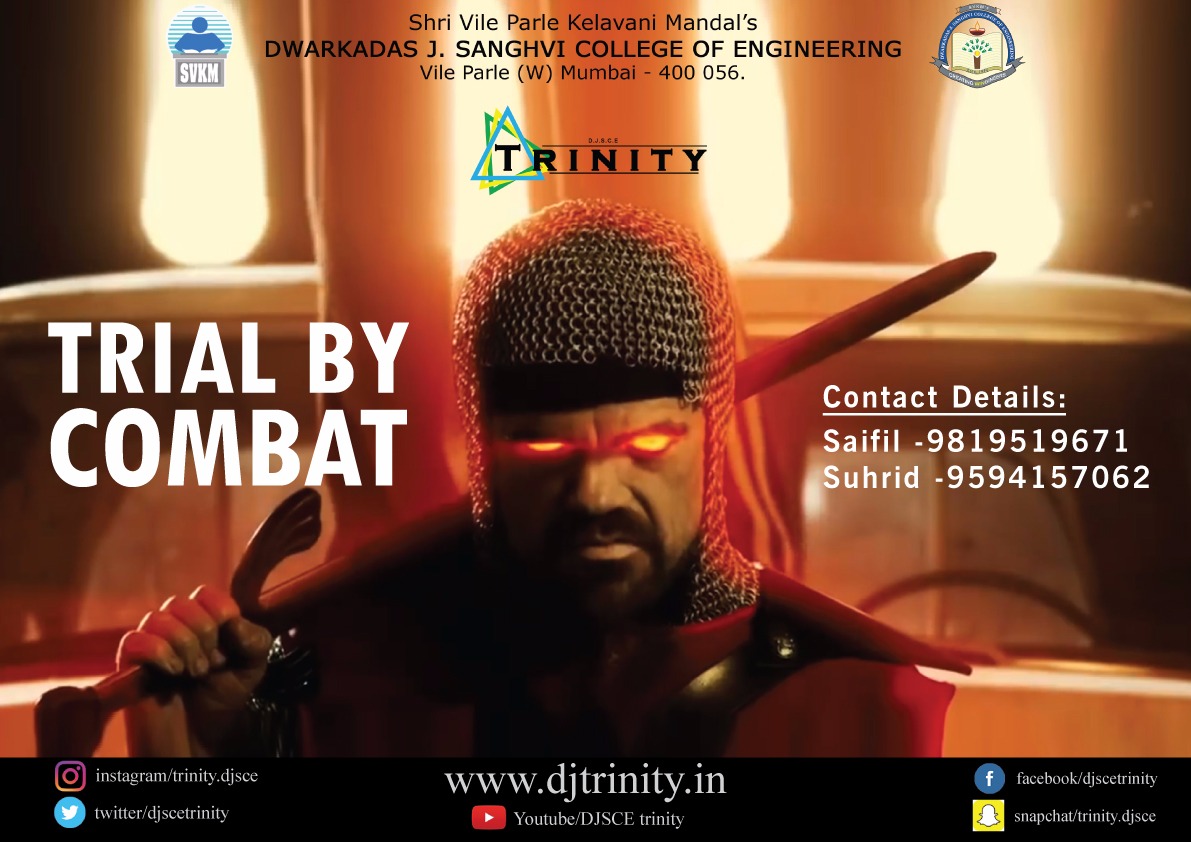 Shri Vile Parle Kelavani Mandal's
DWARKADAS J. SANGHVI COLLEGE OF ENGINEERING
Vile Parle (W) Mumbai - 400 056.
SVKM
D.J.S.C.E
TRINITY
TRIAL BY
COMBAT
Contact Details:
Saifil -9819519671
Suhrid -9594157062
instagram/trinity.djsce
twitter/djscetrinity
www.djtrinity.in
Youtube/DJSCE trinity
facebook/djscetrinity
snapchat/trinity.djsce